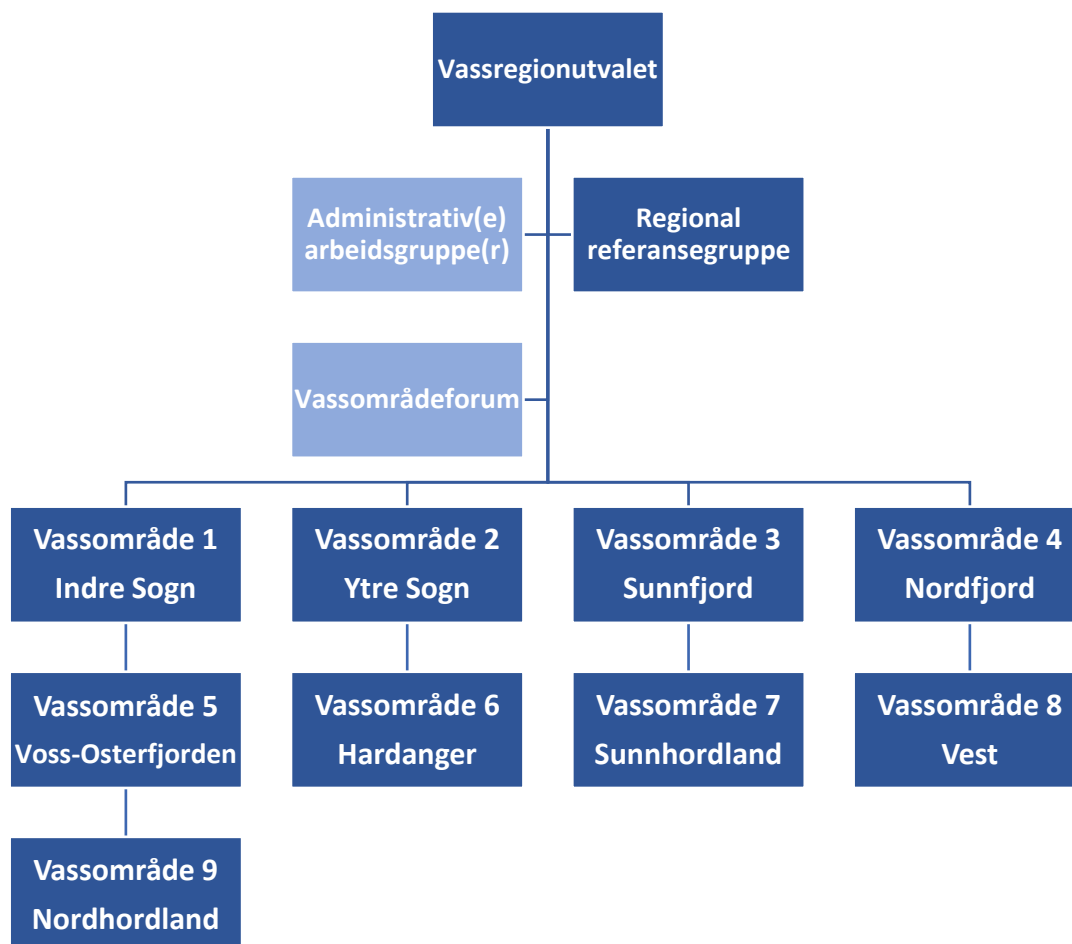 Vassregionutvalet
Administrativ(e)
arbeidsgruppe(r)
Regional
referansegruppe
Vassområdeforum
Vassområde 1
Indre Sogn
Vassområde 2
Ytre Sogn
Vassområde 3
Sunnfjord
Vassområde 4
Nordfjord
Vassområde 5
Voss-Osterfjorden
Vassområde 6
Hardanger
Vassområde 7
Sunnhordland
Vassområde 8
Vest
Vassområde 9
Nordhordland